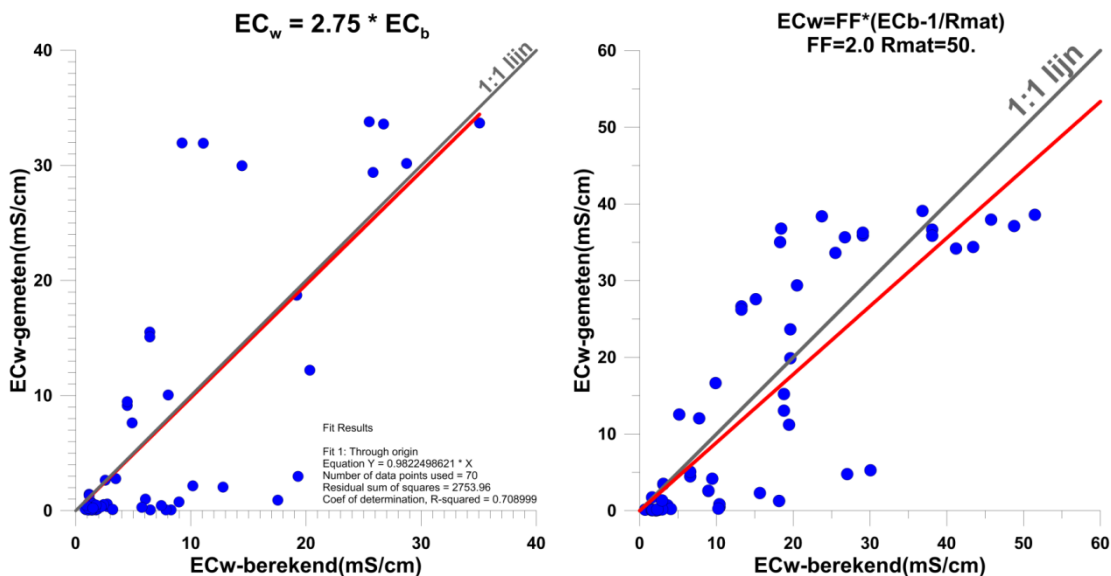 EC_w = 2.75 * EC_b
40
30
20
10
0
ECw-gemeten(mS/cm)
1:1 lijn
Fit Results
Fit 1: Through origin
Equation Y = 0.9822498621 * X
Number of data points used = 70
Residual sum of squares = 2753.96
Coef of determination, R-squared = 0.708999
0 10 20 30 40
ECw-berekend(mS/cm)
ECw=FF*(ECb-1/Rmat)
FF=2.0 Rmat=50.
60
50
40
30
20
10
0
ECw-gemeten(mS/cm)
1:1 lijn
0 10 20 30 40 50 60
ECw-berekend(mS/cm)